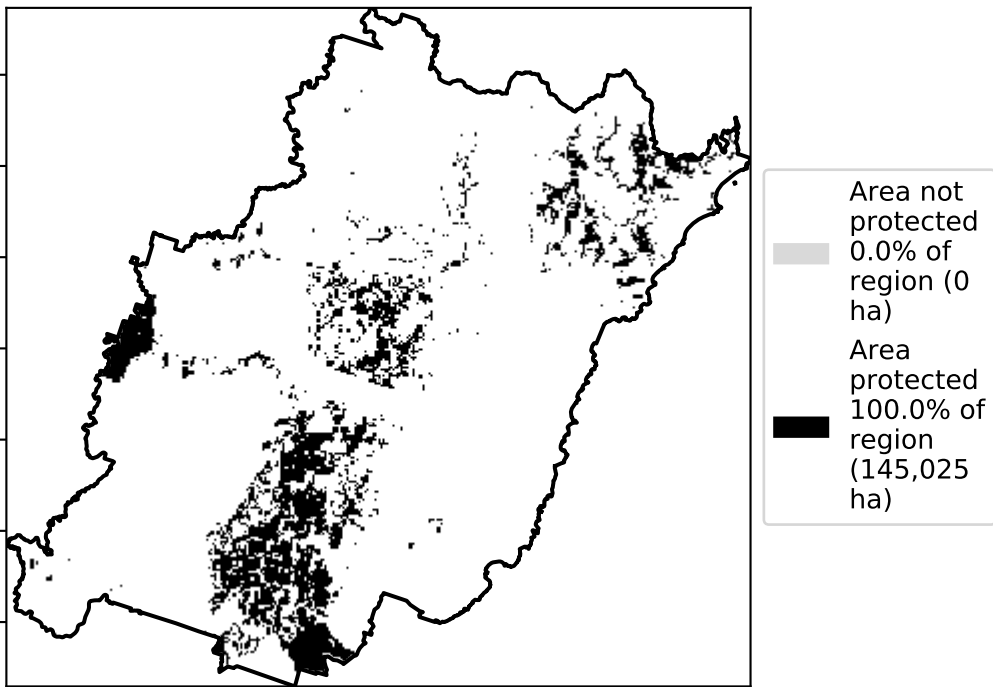 Area not
protected
0.0% of
region (0
ha)
Area
protected
100.0% of
region
(145,025
ha)